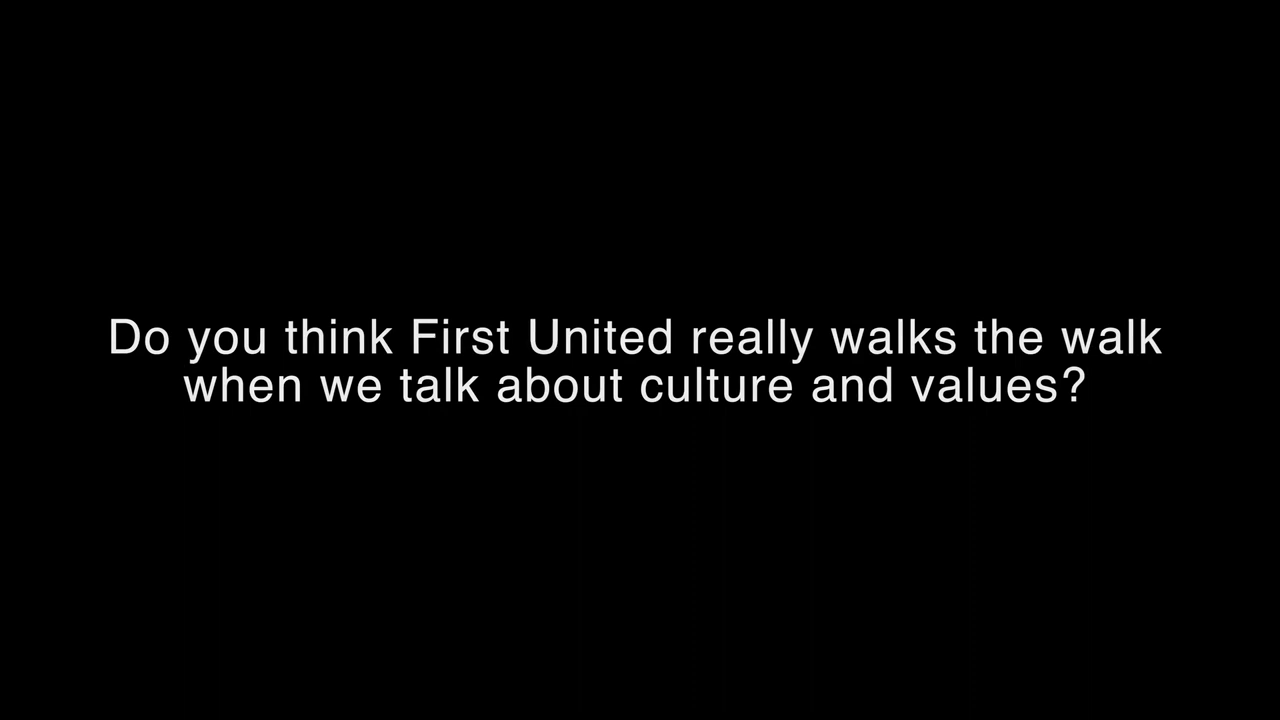 Do you think First United really walks the walk
when we talk about culture and values?